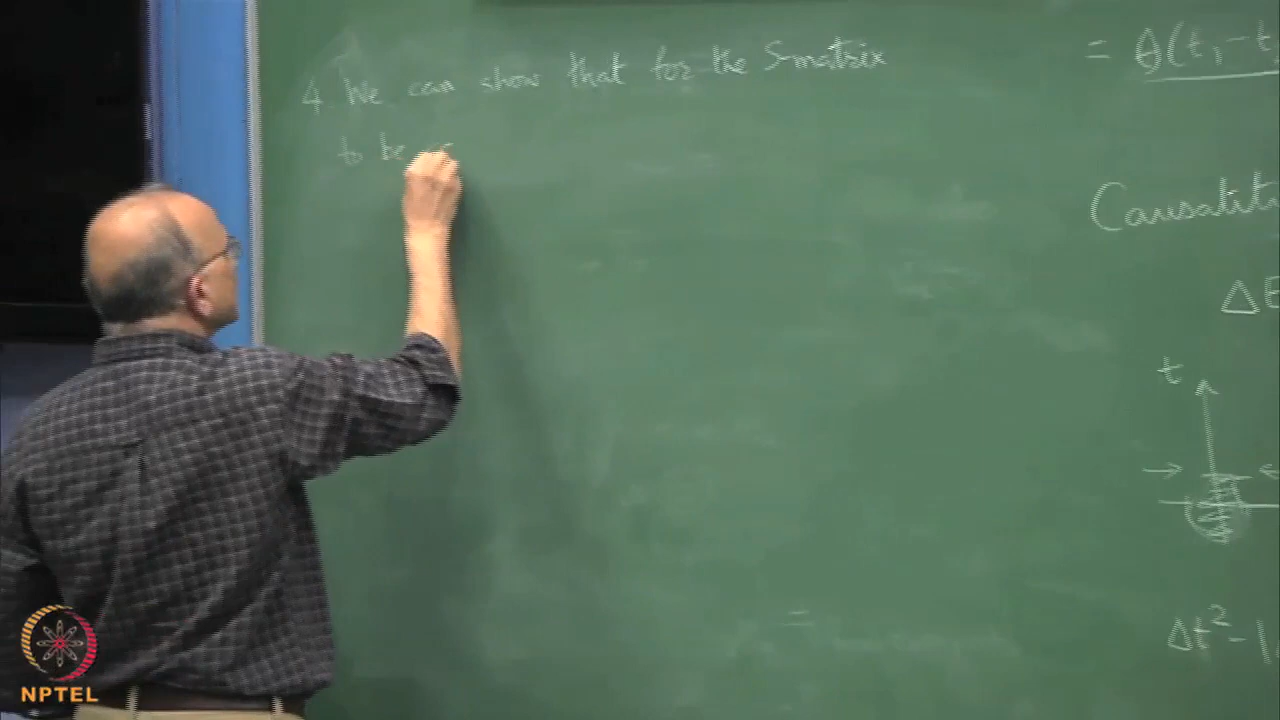 4. We can show that for the S-matrix
to be
= θ(t₁ - t
Causalit
ΔE
t
Δt² - |
NPTEL